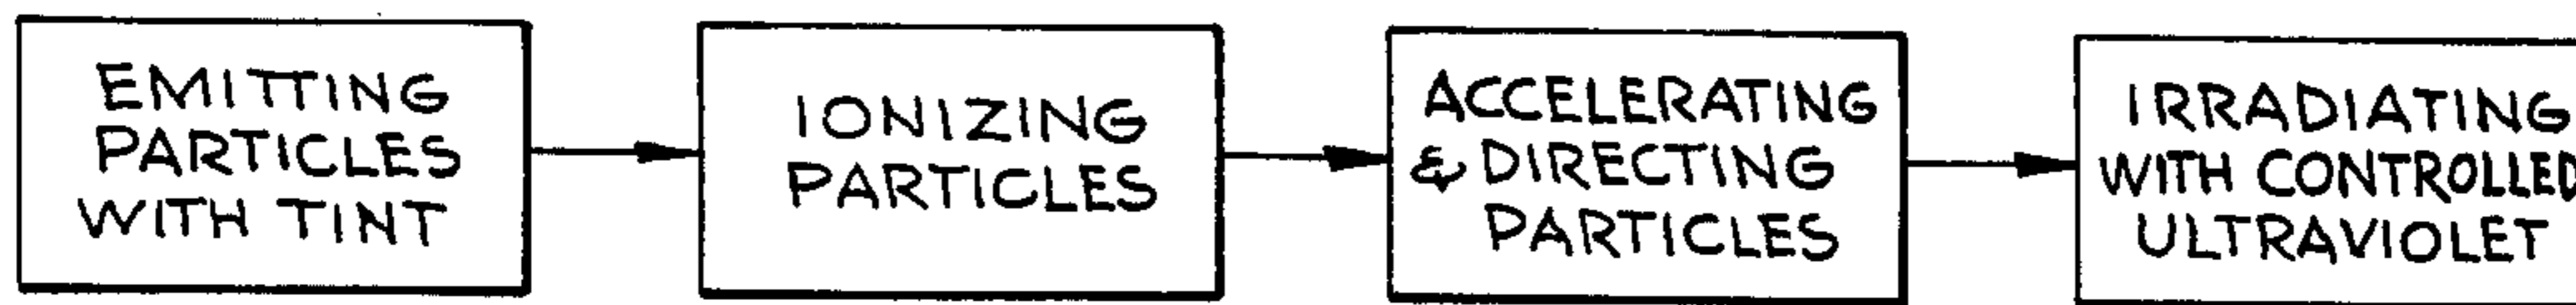 EMITTING
PARTICLES
WITH TINT
IONIZING
PARTICLES
ACCELERATING
& DIRECTING
PARTICLES
IRRADIATING
WITH CONTROLLED
ULTRAVIOLET